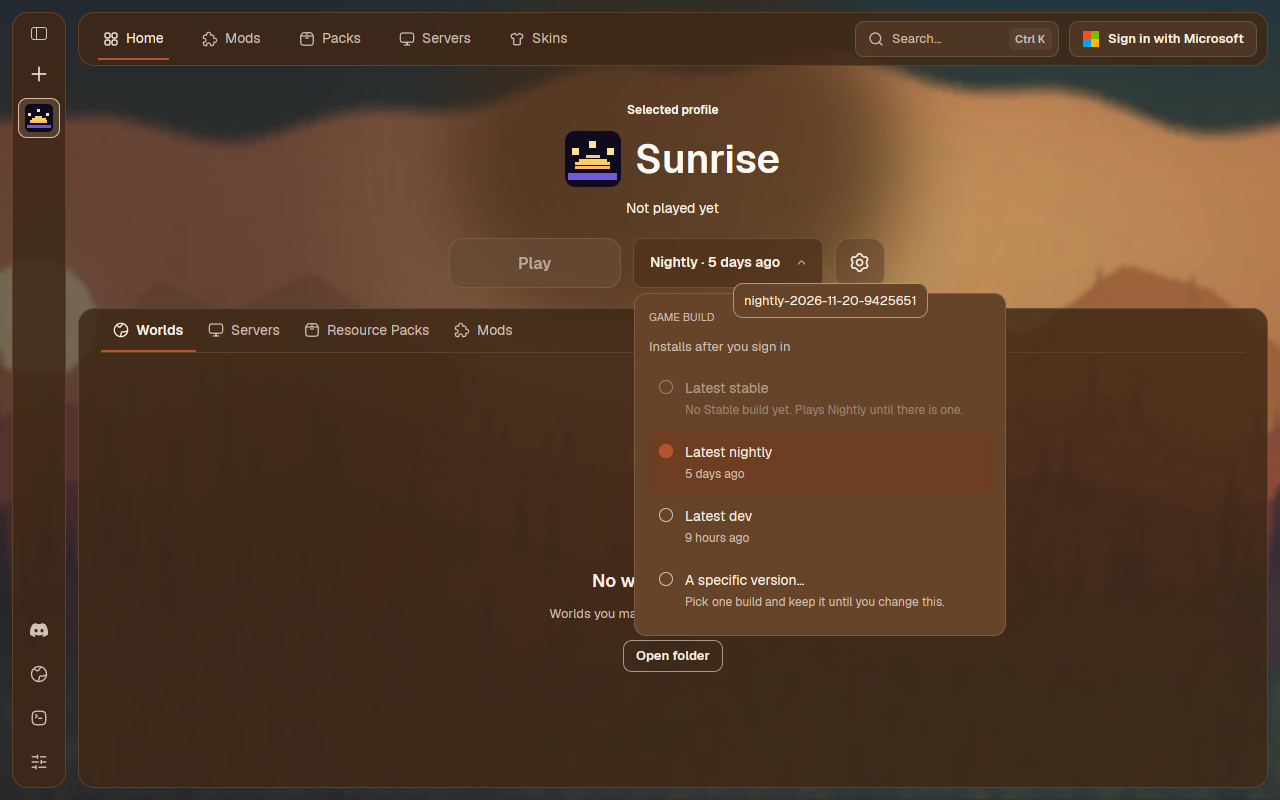 Home
Mods
Packs
Servers
Skins
Search...
Ctrl K
Sign in with Microsoft
Selected profile
Sunrise
Not played yet
Play
Nightly · 5 days ago
nightly-2026-11-20-9425651
Worlds
Servers
Resource Packs
Mods
GAME BUILD
Installs after you sign in
Latest stable
No Stable build yet. Plays Nightly until there is one.
Latest nightly
5 days ago
Latest dev
9 hours ago
A specific version...
Pick one build and keep it until you change this.
No w
Worlds you ma
Open folder